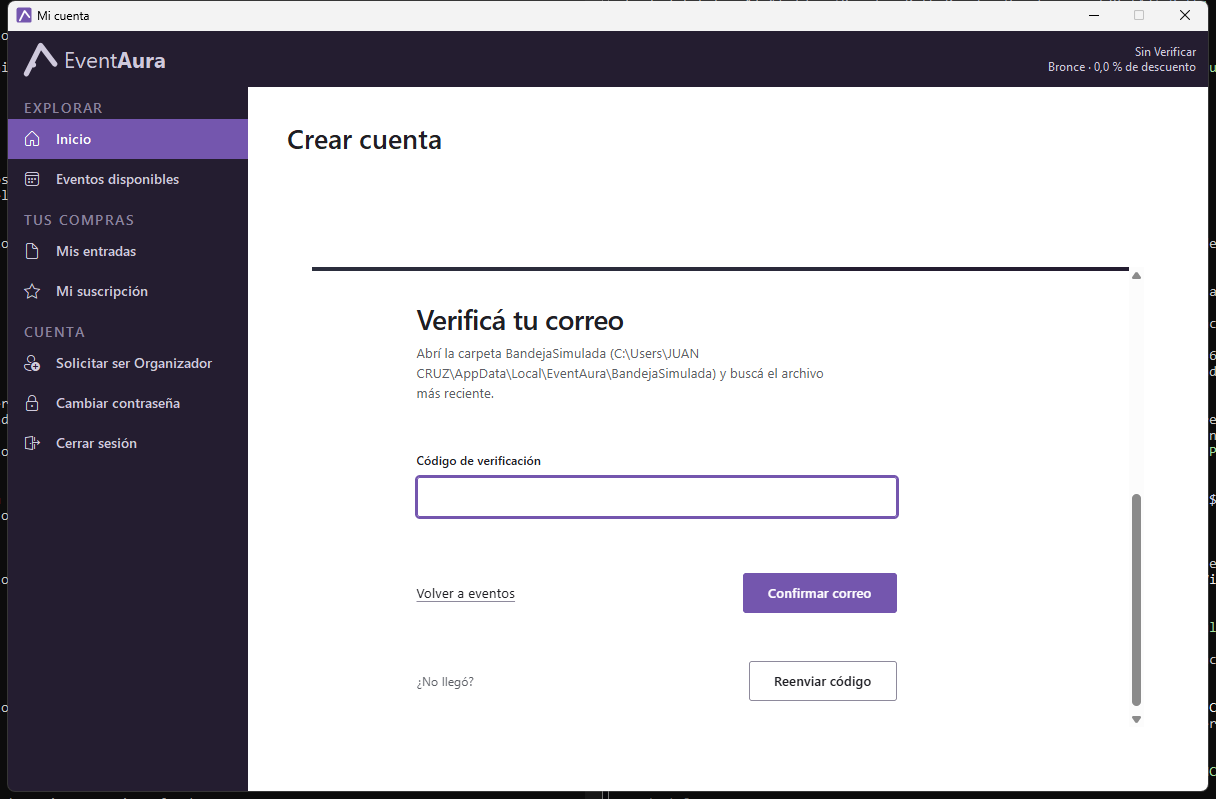 Mi cuenta
EventAura
Sin Verificar
Bronce · 0,0 % de descuento
EXPLORAR
Inicio
Eventos disponibles
TUS COMPRAS
Mis entradas
Mi suscripción
CUENTA
Solicitar ser Organizador
Cambiar contraseña
Cerrar sesión
Crear cuenta
Verificá tu correo
Abrí la carpeta BandejaSimulada (C:\Users\JUAN
CRUZ\AppData\Local\EventAura\BandejaSimulada) y buscá el archivo
más reciente.
Código de verificación
Volver a eventos
Confirmar correo
¿No llegó?
Reenviar código